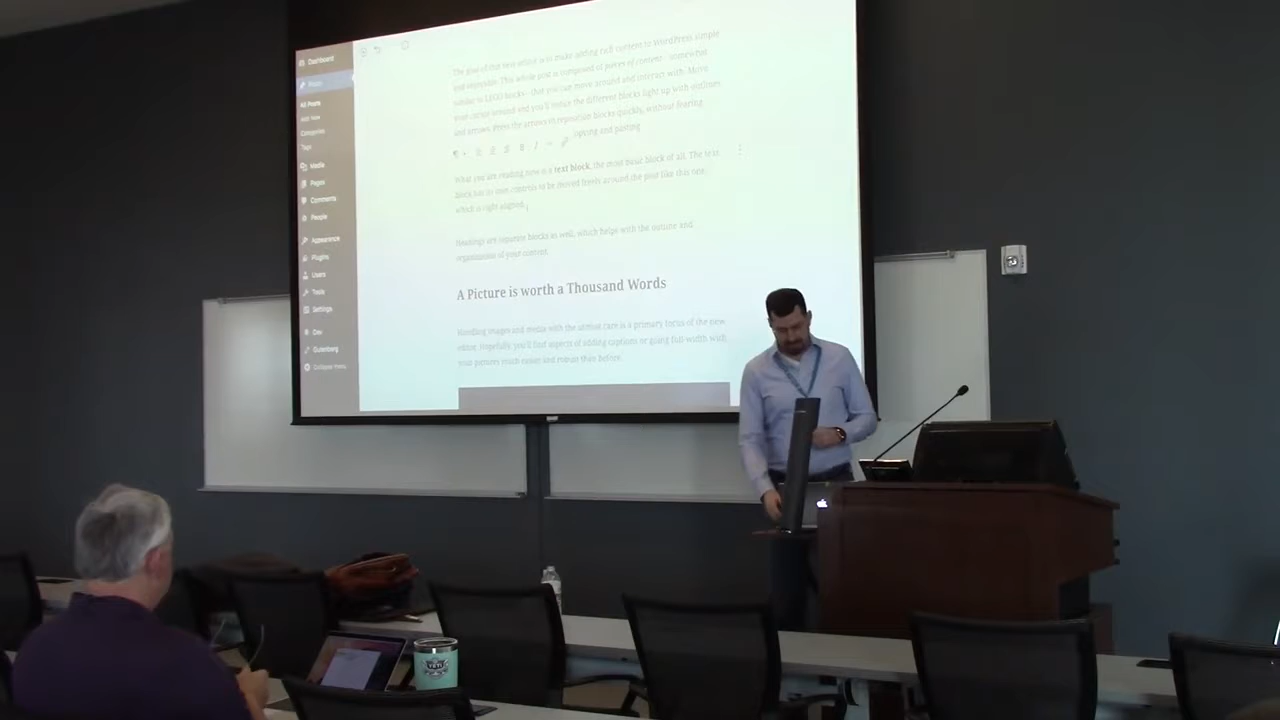 Dashboard
Posts
All Posts
Add New
Categories
Tags
Media
Pages
Comments
People
Appearance
Plugins
Users
Tools
Settings
Dev
Gutenberg
Collapse menu
The goal of this new editor is to make adding rich content to WordPress simple
and enjoyable. This whole post is composed of pieces of content—somewhat
similar to LEGO bricks—that you can move around and interact with. Move
your cursor around and you'll notice the different blocks light up with outlines
and arrows. Press the arrows to reposition blocks quickly, without fearing
copying and pasting
What you are reading now is a text block, the most basic block of all. The text
block has its own controls to be moved freely around the post like this one,
which is right aligned.
Headings are separate blocks as well, which helps with the outline and
organization of your content.
A Picture is worth a Thousand Words
Handling images and media with the utmost care is a primary focus of the new
editor. Hopefully, you'll find aspects of adding captions or going full-width with
your pictures much easier and robust than before.
YETI